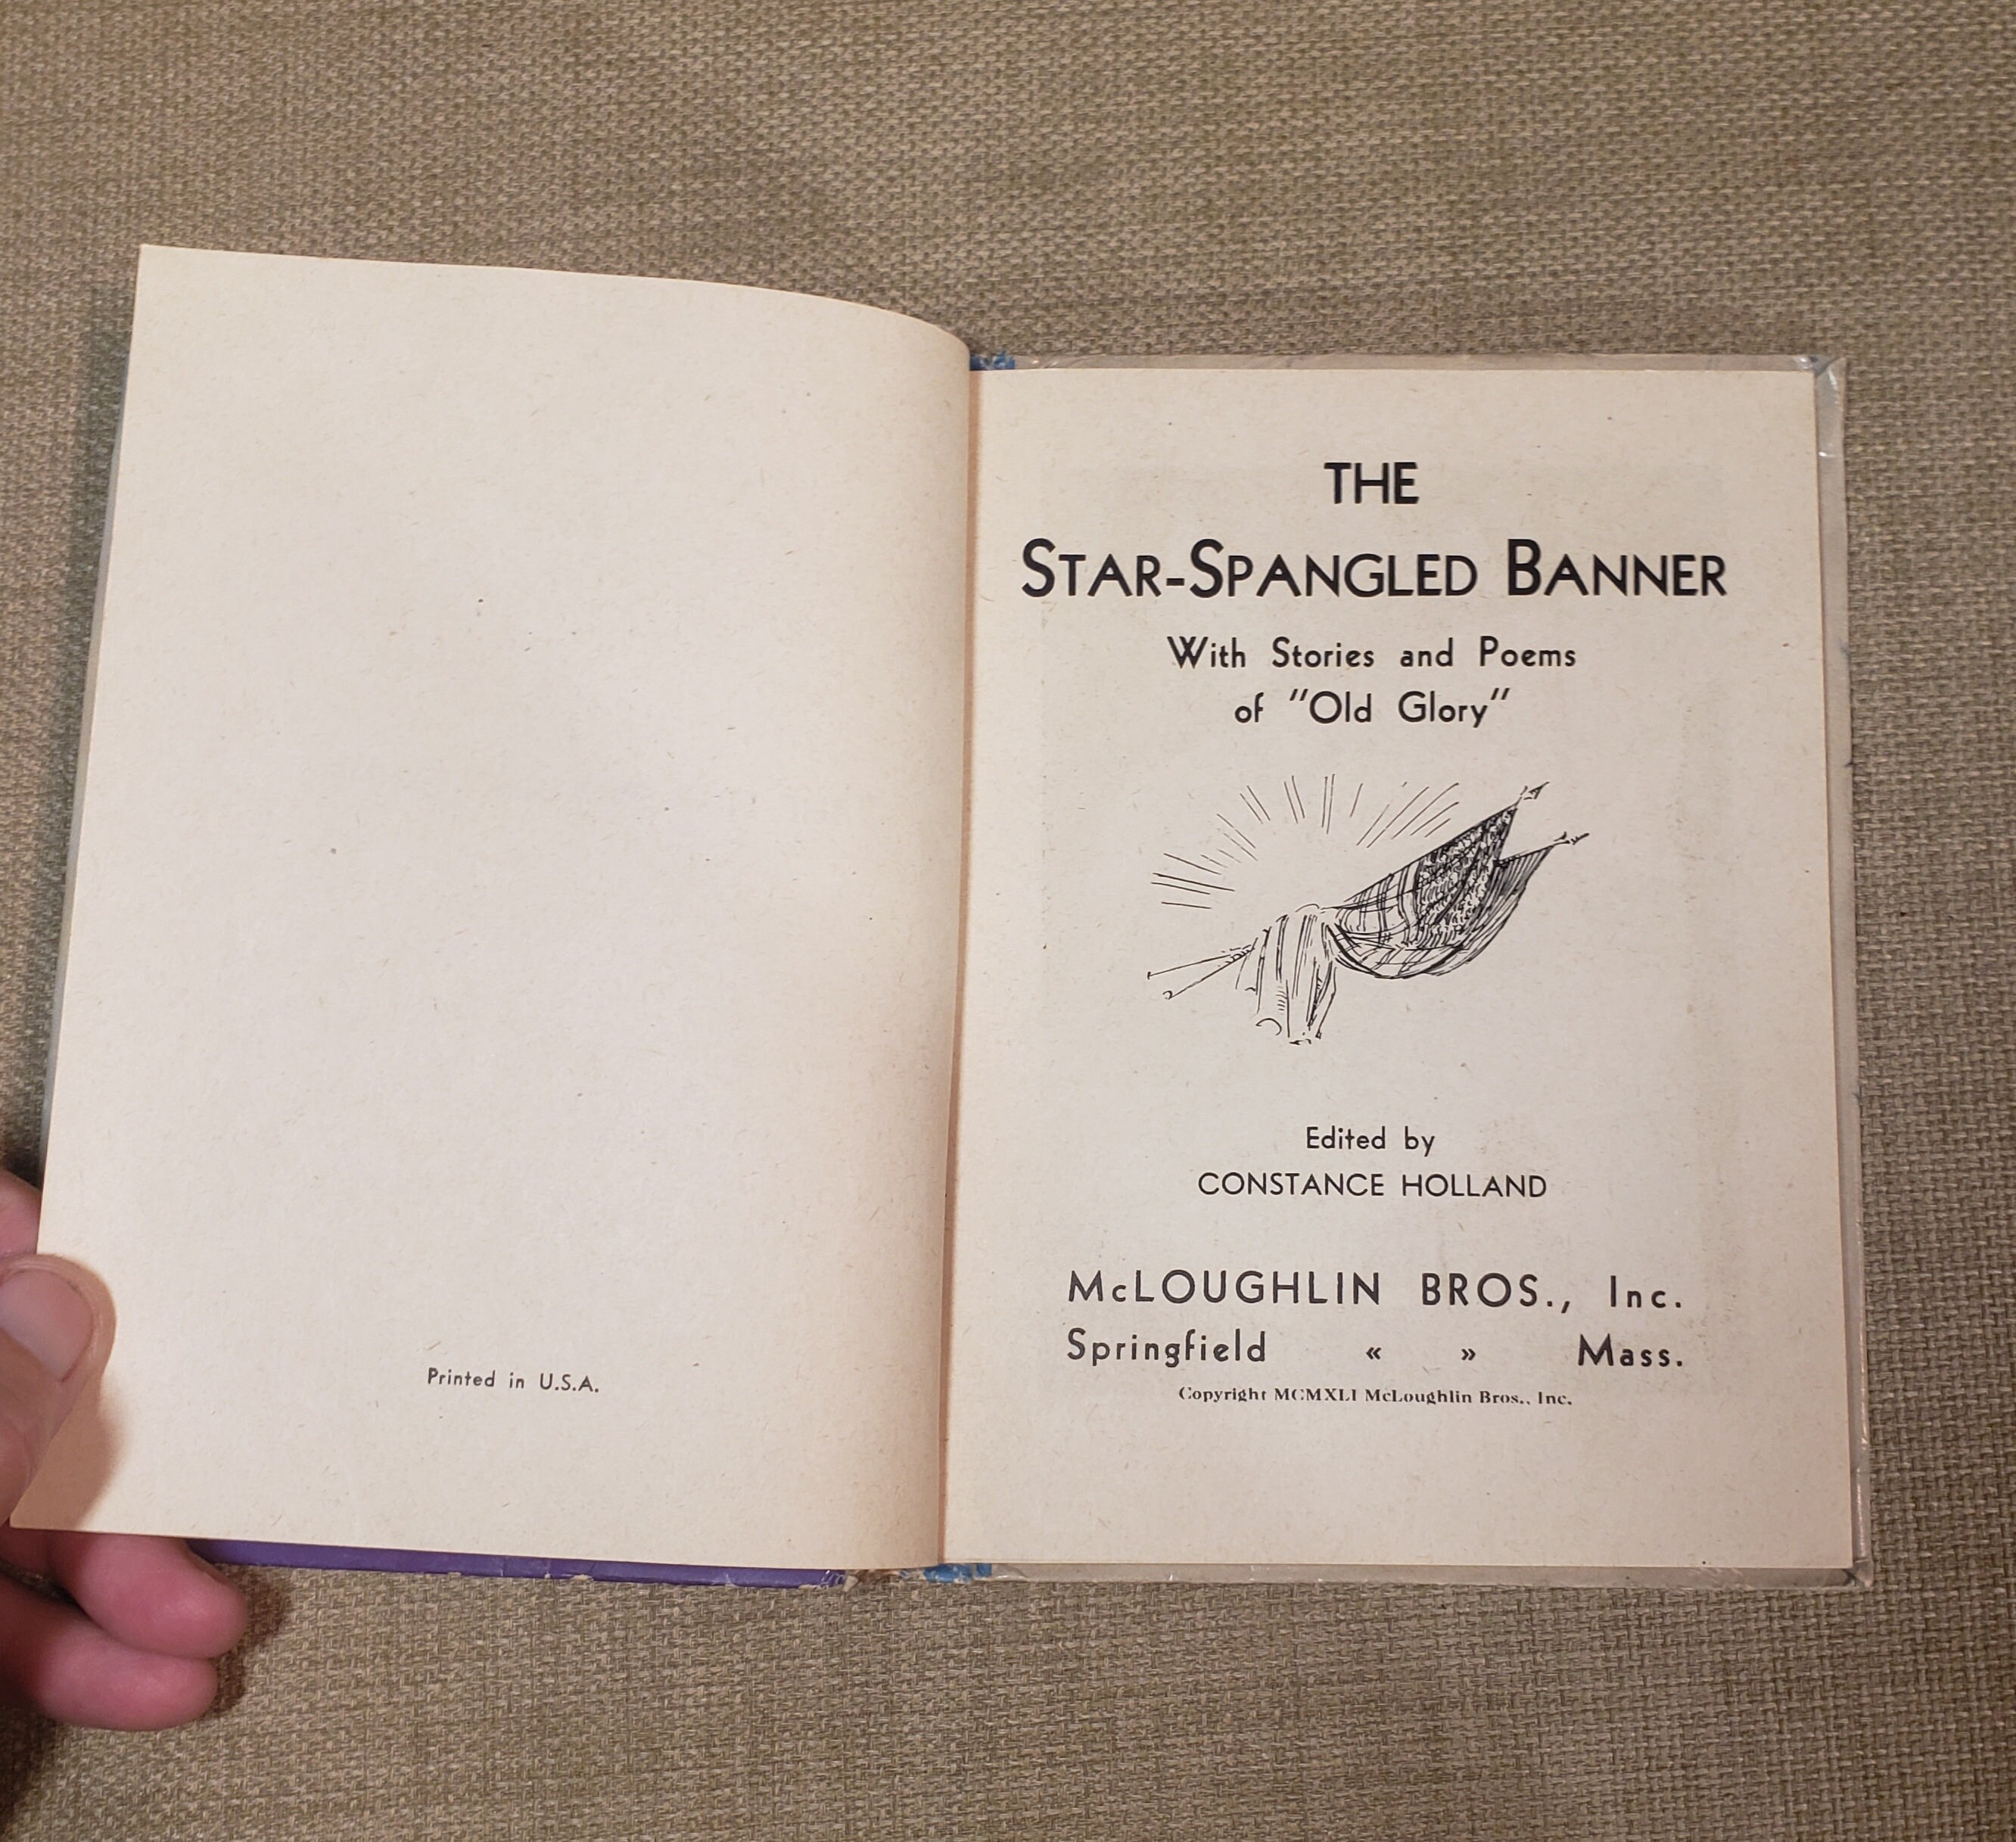 Printed in U.S.A.
THE
STAR-SPANGLED BANNER
With Stories and Poems
of "Old Glory"
Edited by
CONSTANCE HOLLAND
McLOUGHLIN BROS., Inc.
Springfield « » Mass.
Copyright MCMXLI McLoughlin Bros., Inc.